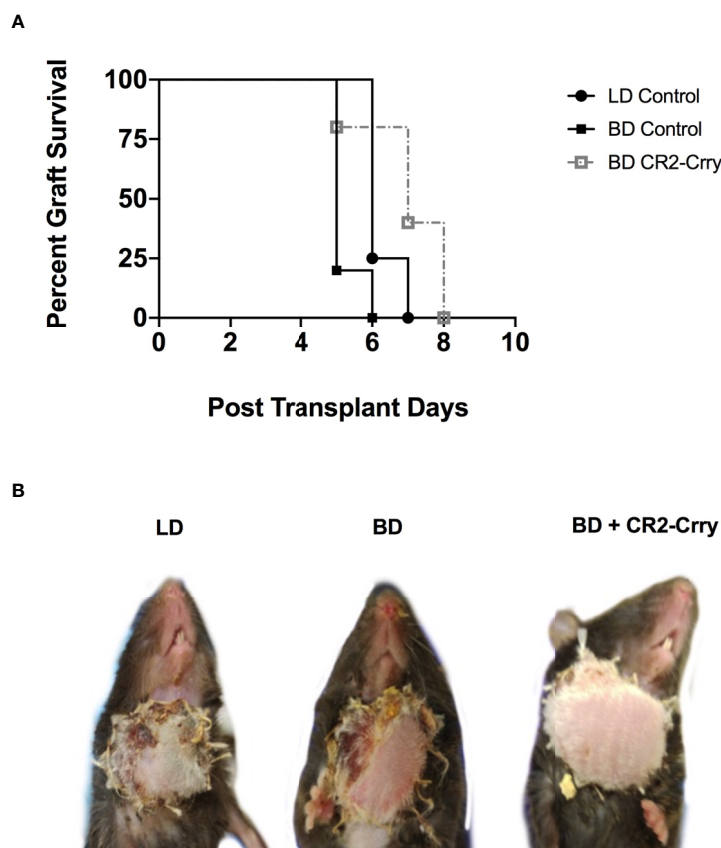 A
Percent Graft Survival
100
75
50
25
0
0 2 4 6 8 10
Post Transplant Days
LD Control
BD Control
BD CR2-Crry
B
LD BD BD + CR2-Crry